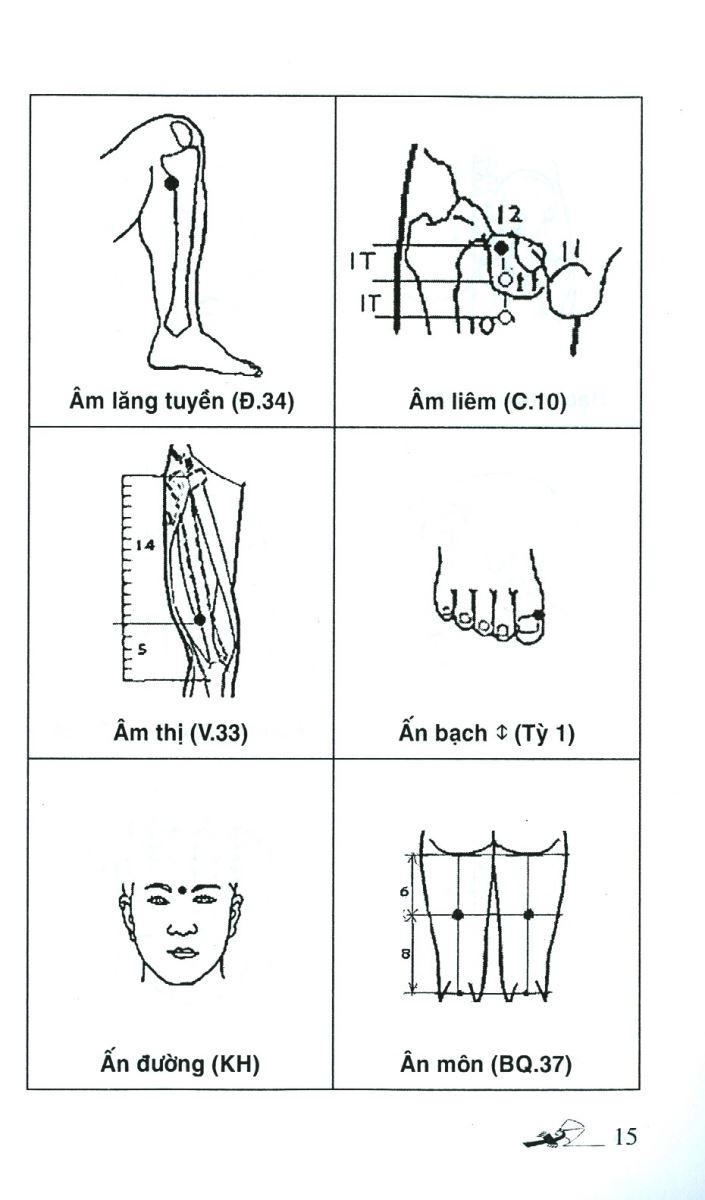 12
11
1T
11
1T
10
Âm lăng tuyền (Đ.34)
Âm liêm (C.10)
14
5
Âm thị (V.33)
Ấn bạch ⇕ (Tỳ 1)
6
8
Ấn đường (KH)
Ân môn (BQ.37)
15